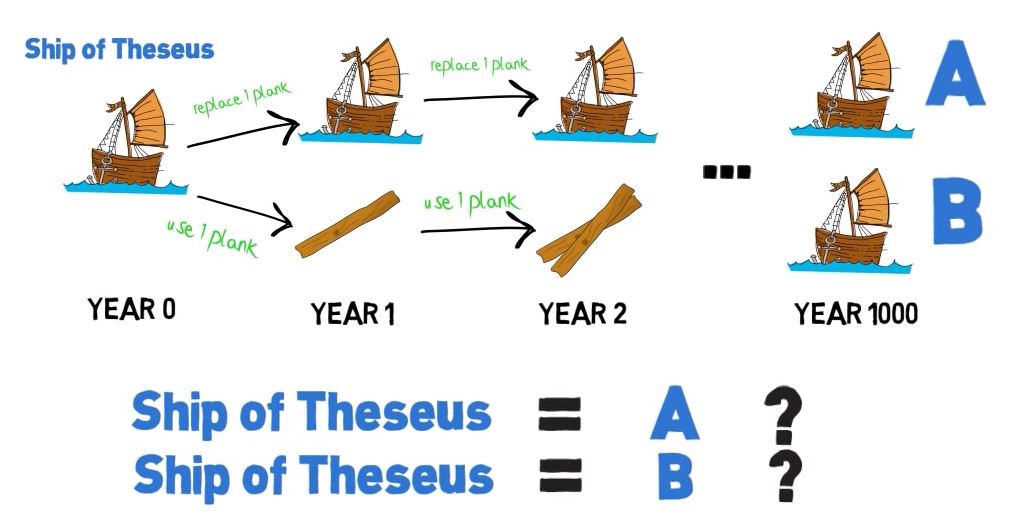 Ship of Theseus
replace 1 plank
replace 1 plank
A
use 1 plank
use 1 plank
...
B
YEAR 0
YEAR 1
YEAR 2
YEAR 1000
Ship of Theseus = A ?
Ship of Theseus = B ?